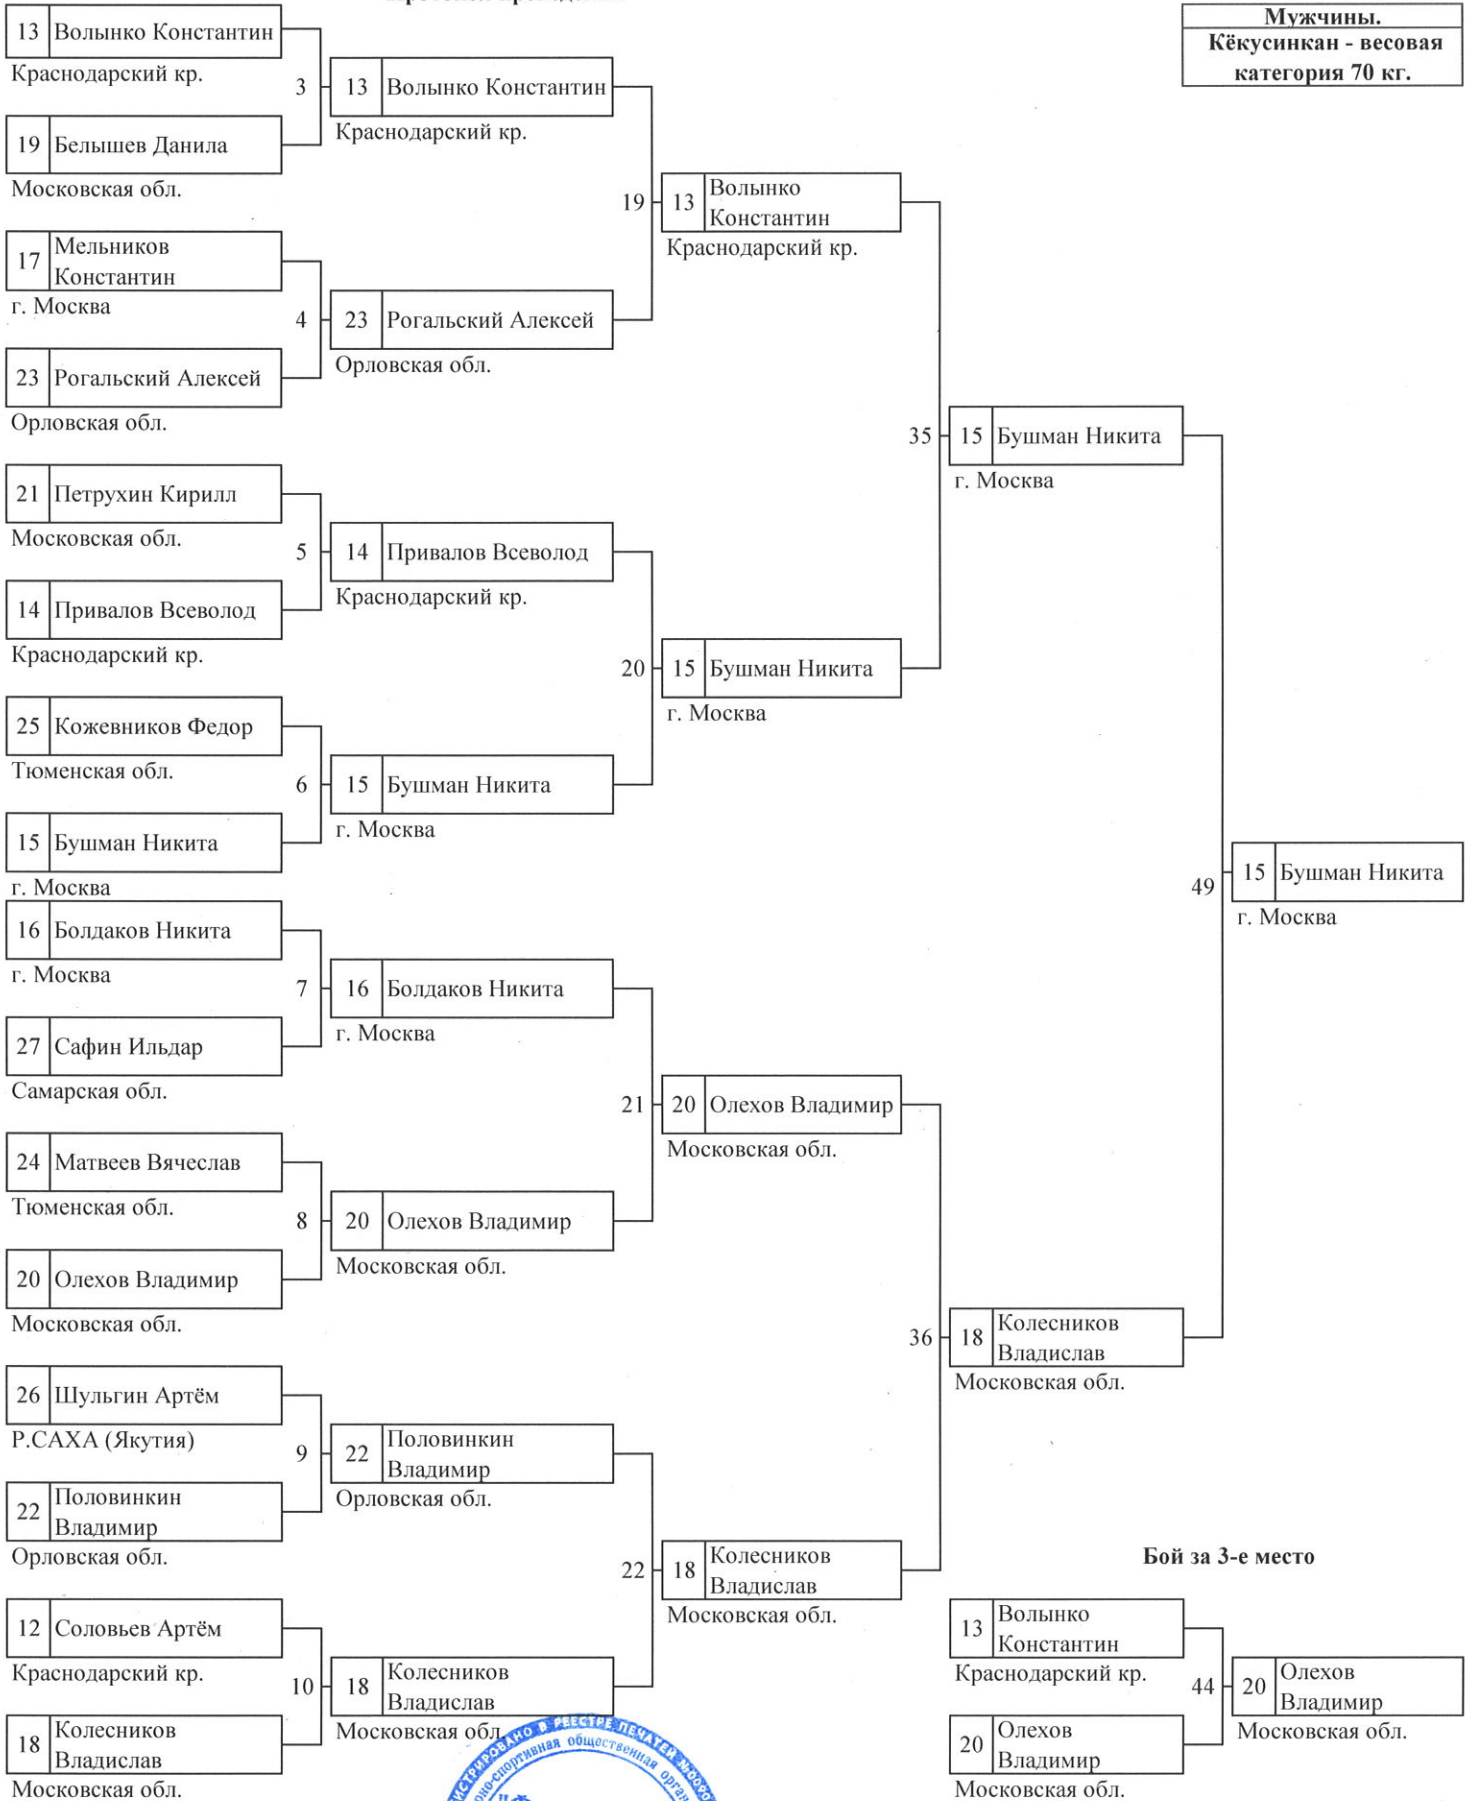 Мужчины.
Кёкусинкан - весовая
категория 70 кг.
13 Волынко Константин
Краснодарский кр.
3
19 Белышев Данила
Московская обл.
17 Мельников
Константин
г. Москва
4
23 Рогальский Алексей
Орловская обл.
21 Петрухин Кирилл
Московская обл.
5
14 Привалов Всеволод
Краснодарский кр.
25 Кожевников Федор
Тюменская обл.
6
15 Бушман Никита
г. Москва
16 Болдаков Никита
г. Москва
7
27 Сафин Ильдар
Самарская обл.
24 Матвеев Вячеслав
Тюменская обл.
8
20 Олехов Владимир
Московская обл.
26 Шульгин Артём
Р.САХА (Якутия)
9
22 Половинкин
Владимир
Орловская обл.
12 Соловьев Артём
Краснодарский кр.
10
18 Колесников
Владислав
Московская обл.
13 Волынко Константин
Краснодарский кр.
19
23 Рогальский Алексей
Орловская обл.
14 Привалов Всеволод
Краснодарский кр.
20
15 Бушман Никита
г. Москва
16 Болдаков Никита
г. Москва
21
20 Олехов Владимир
Московская обл.
22 Половинкин
Владимир
Орловская обл.
22
18 Колесников
Владислав
Московская обл.
13 Волынко
Константин
Краснодарский кр.
35
15 Бушман Никита
г. Москва
20 Олехов Владимир
Московская обл.
36
18 Колесников
Владислав
Московская обл.
15 Бушман Никита
г. Москва
49
18 Колесников
Владислав
Московская обл.
15 Бушман Никита
г. Москва
Бой за 3-е место
13 Волынко
Константин
Краснодарский кр.
44
20 Олехов
Владимир
Московская обл.
20 Олехов
Владимир
Московская обл.
В РЕЕСТРЕ ПЕЧАТЕЙ
спортивная общественная